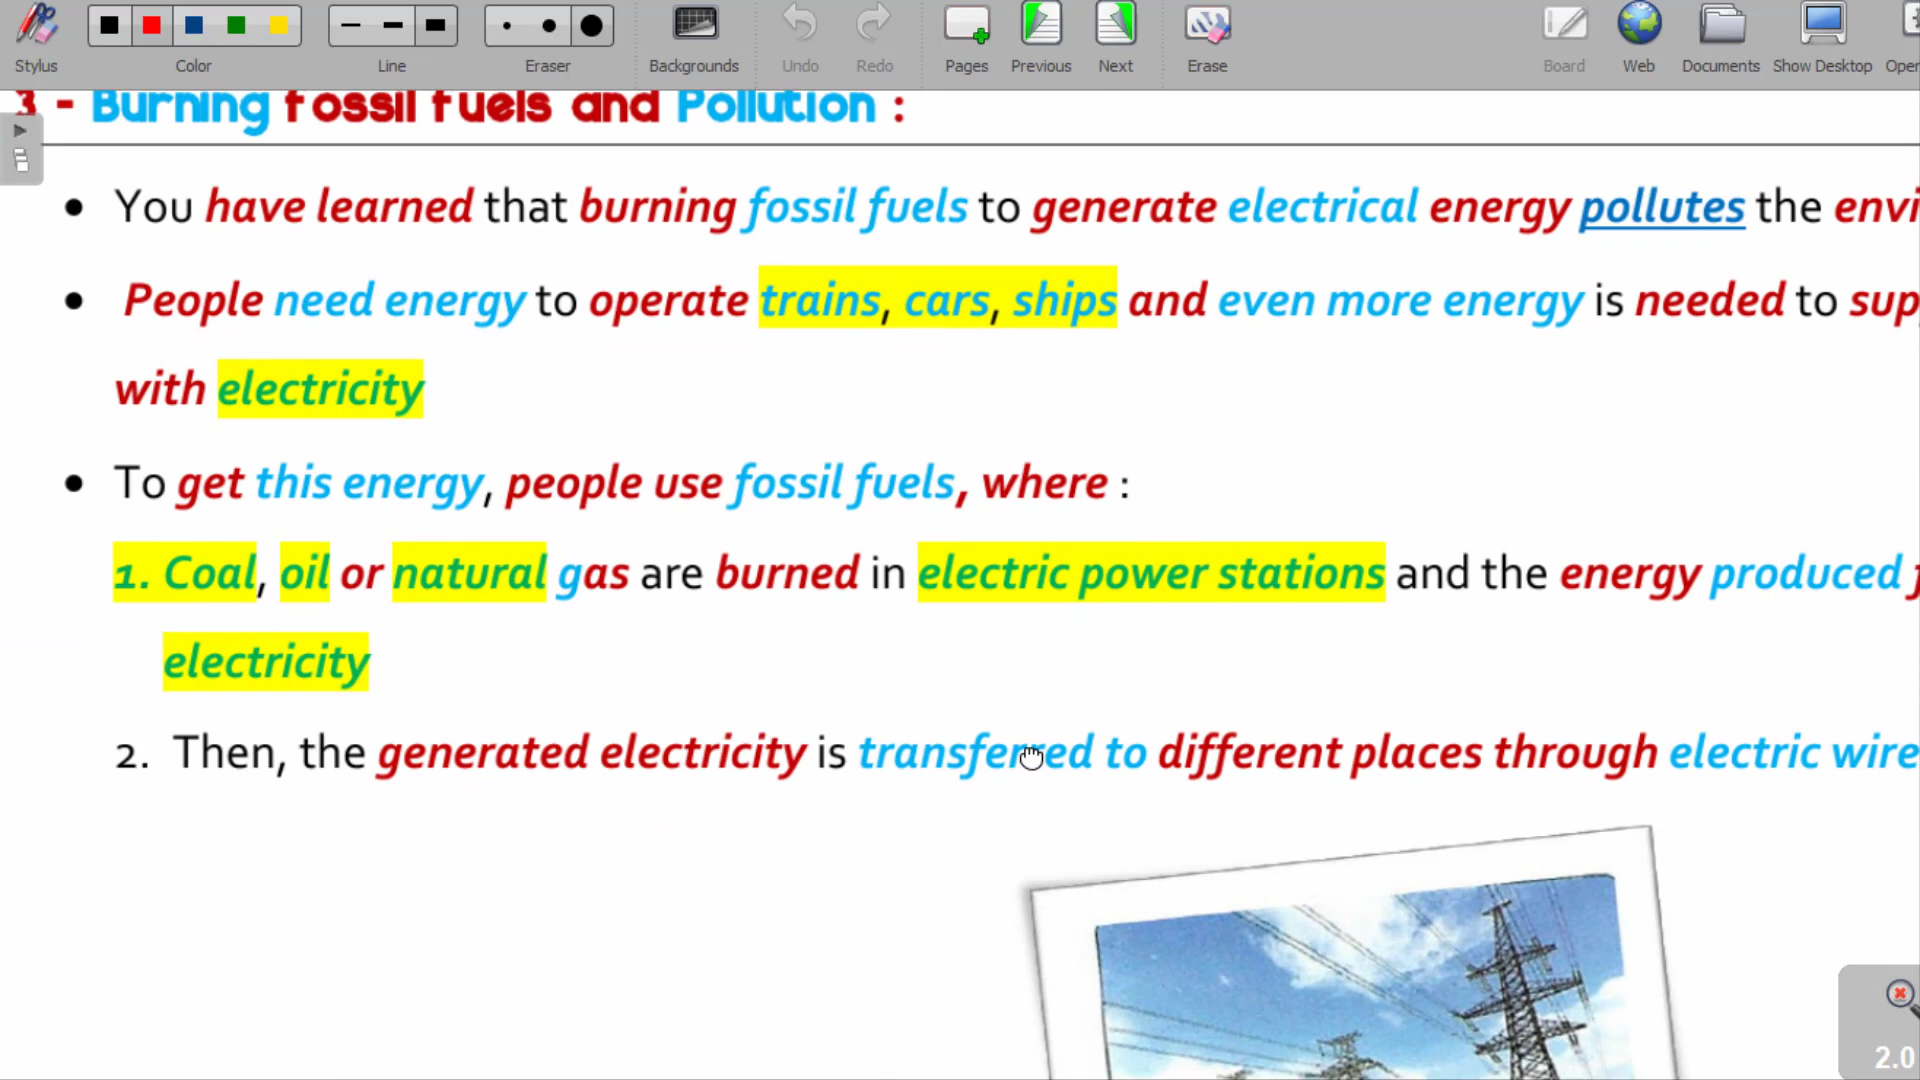 Stylus Color Line Eraser Backgrounds Undo Redo Pages Previous Next Erase Board Web Documents Show Desktop
3 - Burning fossil fuels and Pollution :
• You have learned that burning fossil fuels to generate electrical energy pollutes the
• People need energy to operate trains, cars, ships and even more energy is needed to
with electricity
• To get this energy, people use fossil fuels, where :
1. Coal, oil or natural gas are burned in electric power stations and the energy produced
electricity
2. Then, the generated electricity is transferred to different places through electric
2.0